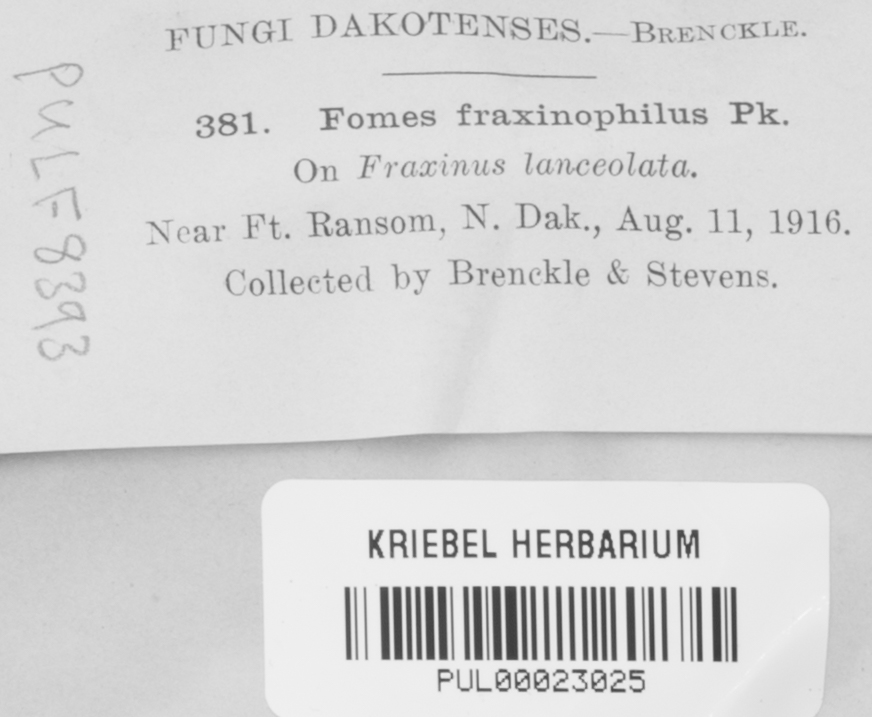 FUNGI DAKOTENSES.—BRENCKLE.
381. Fomes fraxinophilus Pk.
On Fraxinus lanceolata.
Near Ft. Ransom, N. Dak., Aug. 11, 1916.
Collected by Brenckle & Stevens.
PULF8393
KRIEBEL HERBARIUM
PUL00023025